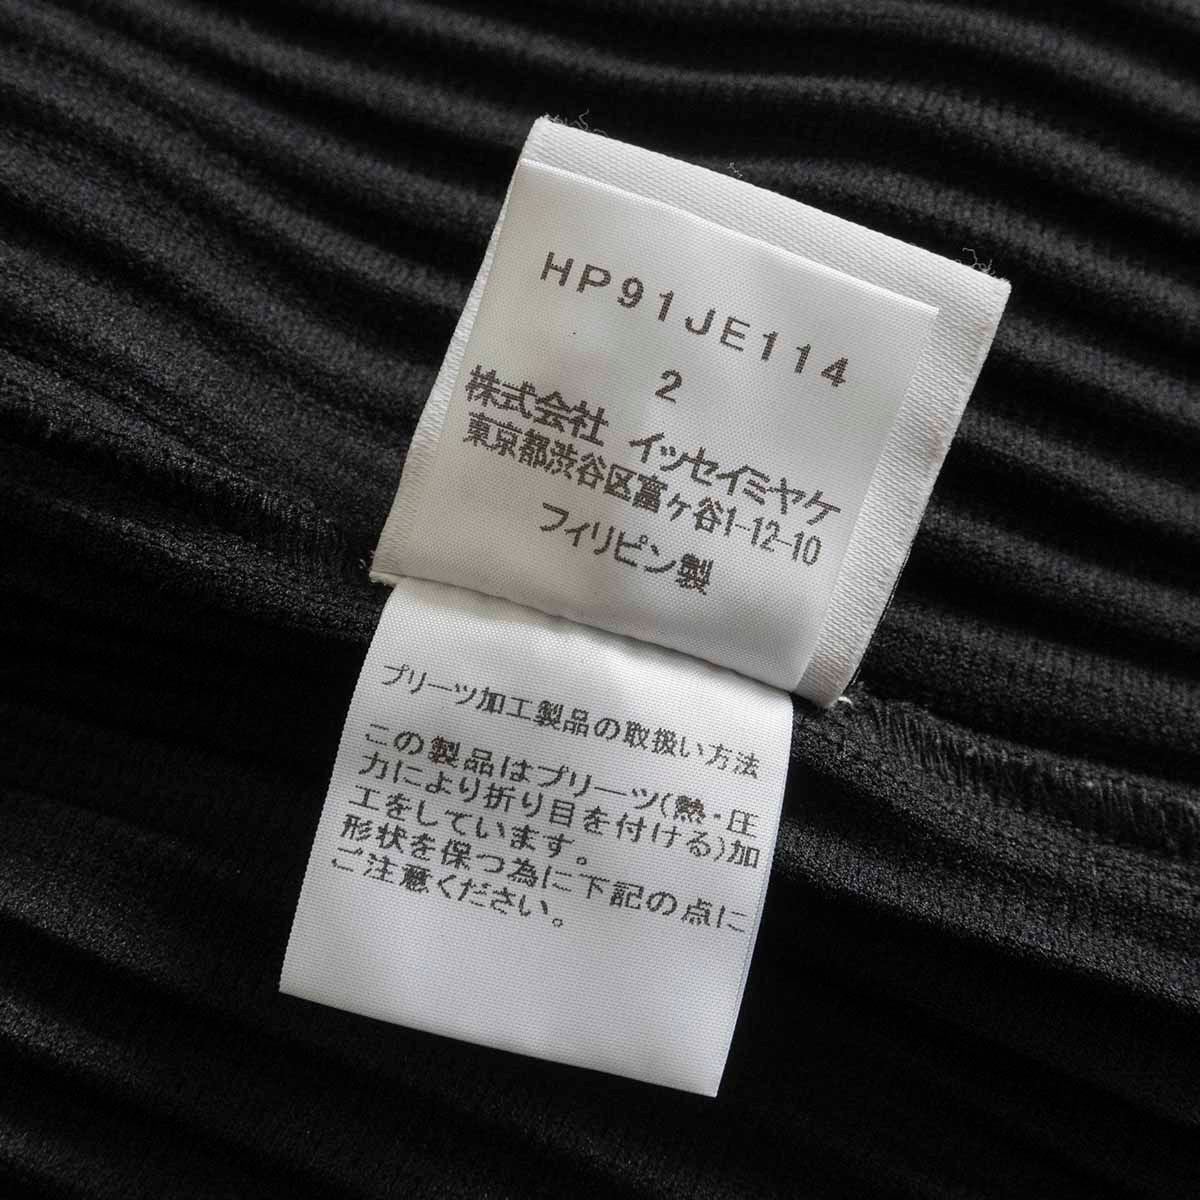 HP91JE114
2
株式会社 イッセイミヤケ
東京都渋谷区富ヶ谷1-12-10
フィリピン製
プリーツ加工製品の取扱い方法
この製品はプリーツ(熱・圧
力により折り目を付ける)加
工をしています。
形状を保つ為に下記の点に
ご注意ください。